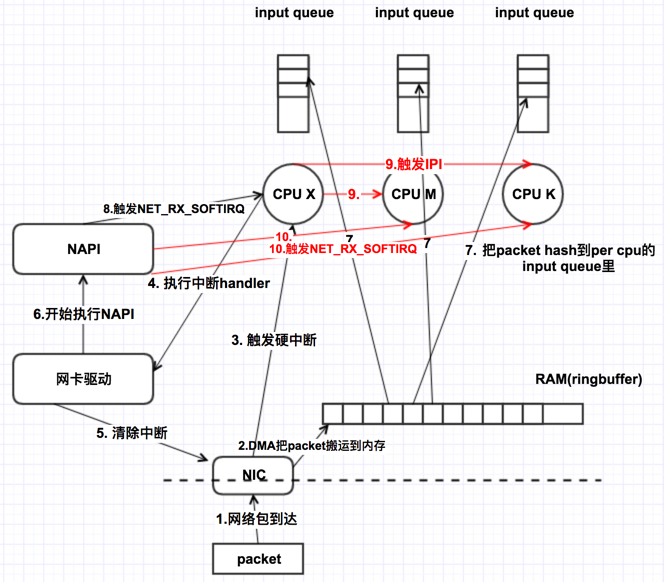 input queue
input queue
input queue
9.触发IPI
CPU X
9.
CPU M
CPU K
8.触发NET_RX_SOFTIRQ
NAPI
10.
10.触发NET_RX_SOFTIRQ
7
7
7. 把packet hash到per cpu的
input queue里
4. 执行中断handler
6.开始执行NAPI
3. 触发硬中断
网卡驱动
RAM(ringbuffer)
5. 清除中断
2.DMA把packet搬运到内存
NIC
1.网络包到达
packet